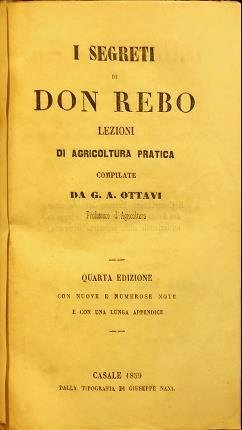 I SEGRETI
DI
DON REBO
LEZIONI
DI AGRICOLTURA PRATICA
COMPILATE
DA G. A. OTTAVI
Professore d'Agricoltura
QUARTA EDIZIONE
CON NUOVE E NUMEROSE NOTE
E CON UNA LUNGA APPENDICE
CASALE 1859
DALLA TIPOGRAFIA DI GIUSEPPE NANI.